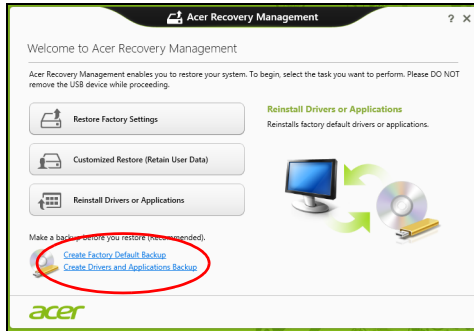 Acer Recovery Management
? ×
Welcome to Acer Recovery Management
Acer Recovery Management enables you to restore your system. To begin, select the task you want to perform. Please DO NOT
remove the USB device while proceeding.
Restore Factory Settings
Customized Restore (Retain User Data)
Reinstall Drivers or Applications
Reinstall Drivers or Applications
Reinstalls factory default drivers or applications.
Make a backup before you restore (Recommended).
Create Factory Default Backup
Create Drivers and Applications Backup
acer